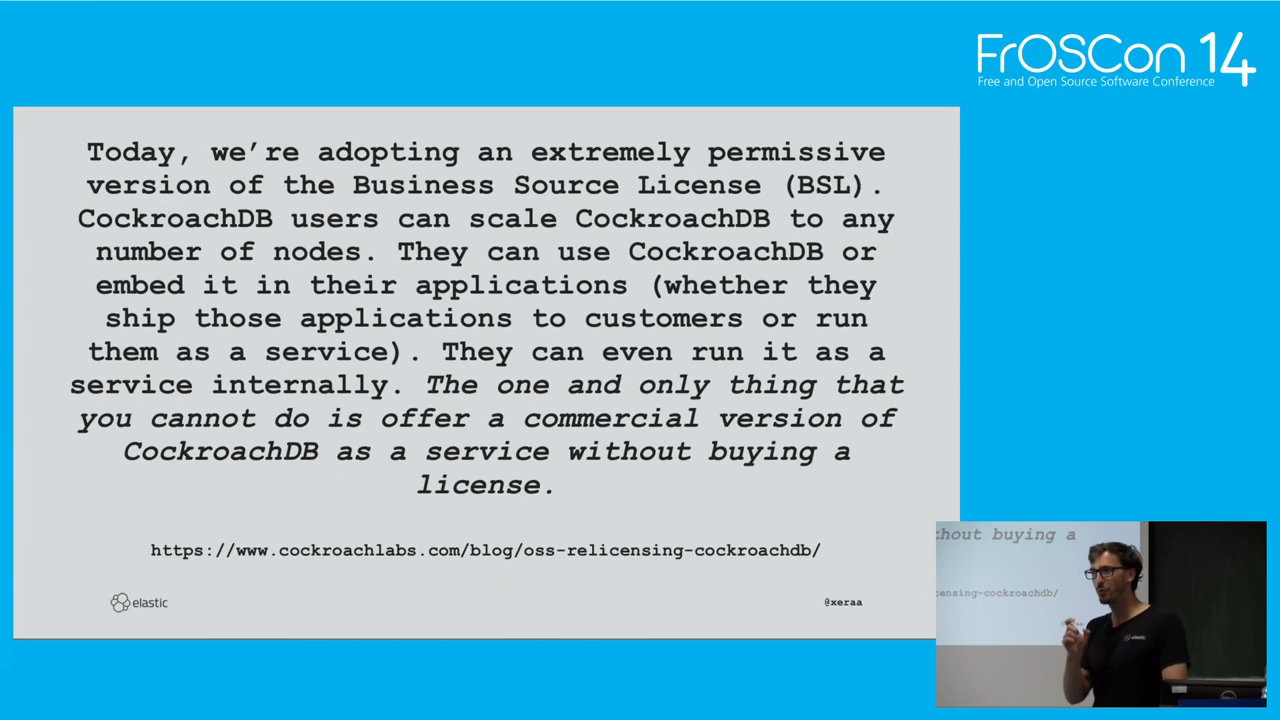 FrOSCon 14
Free and Open Source Software Conference
Today, we’re adopting an extremely permissive
version of the Business Source License (BSL).
CockroachDB users can scale CockroachDB to any
number of nodes. They can use CockroachDB or
embed it in their applications (whether they
ship those applications to customers or run
them as a service). They can even run it as a
service internally. The one and only thing that
you cannot do is offer a commercial version of
CockroachDB as a service without buying a
license.
https://www.cockroachlabs.com/blog/oss-relicensing-cockroachdb/
elastic
@xeraa
thout buying a
censing-cockroachdb/
elastic
DELL